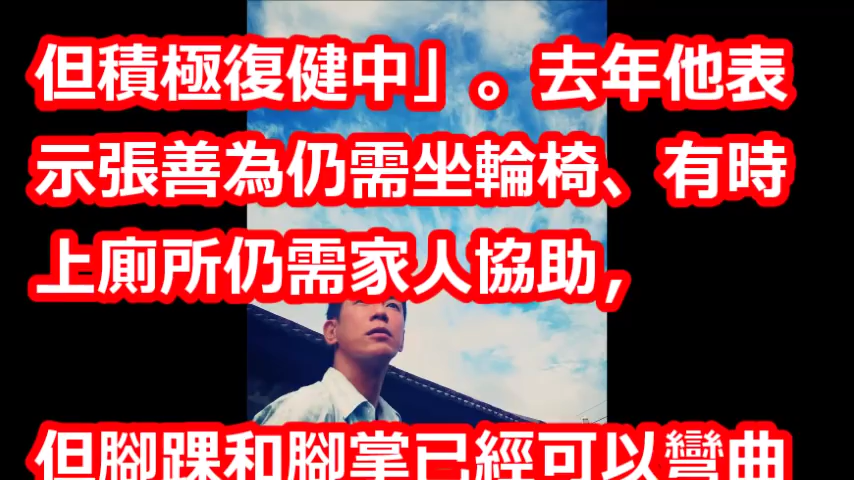 但積極復健中」。去年他表
示張善為仍需坐輪椅、有時
上廁所仍需家人協助，
但腳踝和腳掌已經可以彎曲